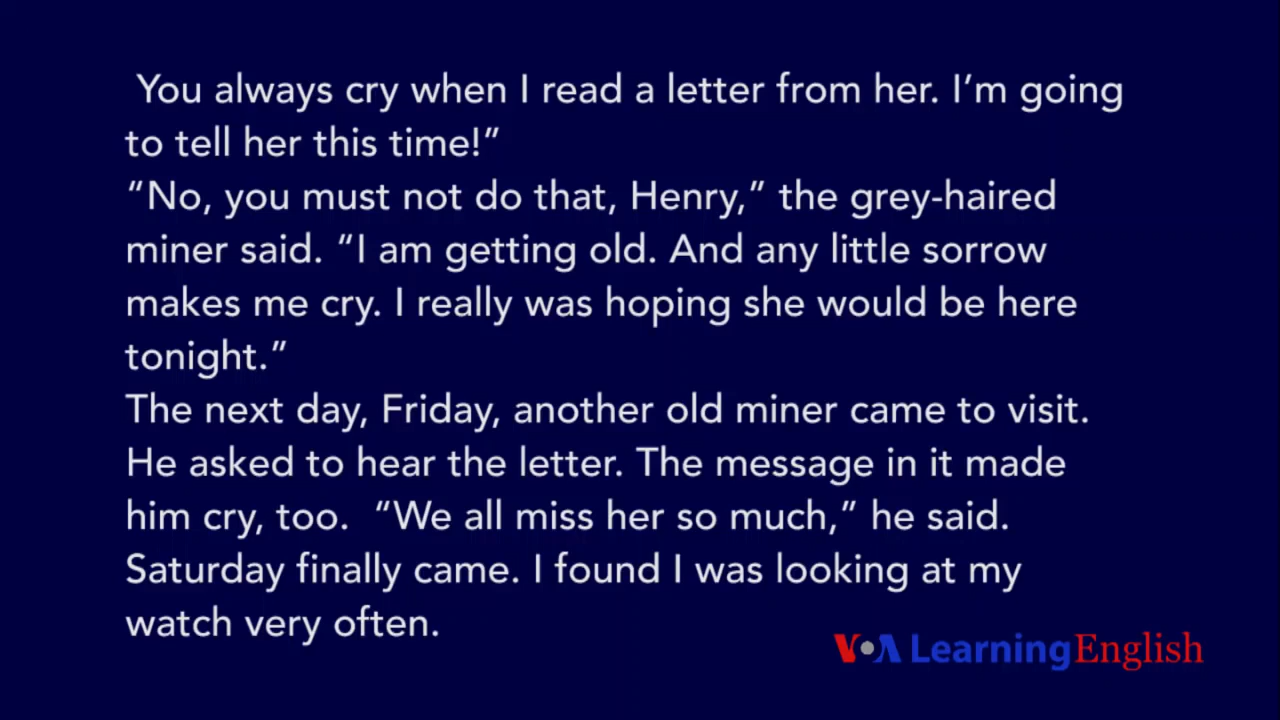 You always cry when I read a letter from her. I’m going
to tell her this time!”
“No, you must not do that, Henry,” the grey-haired
miner said. “I am getting old. And any little sorrow
makes me cry. I really was hoping she would be here
tonight.”
The next day, Friday, another old miner came to visit.
He asked to hear the letter. The message in it made
him cry, too.  “We all miss her so much,” he said.
Saturday finally came. I found I was looking at my
watch very often.
VOA Learning English